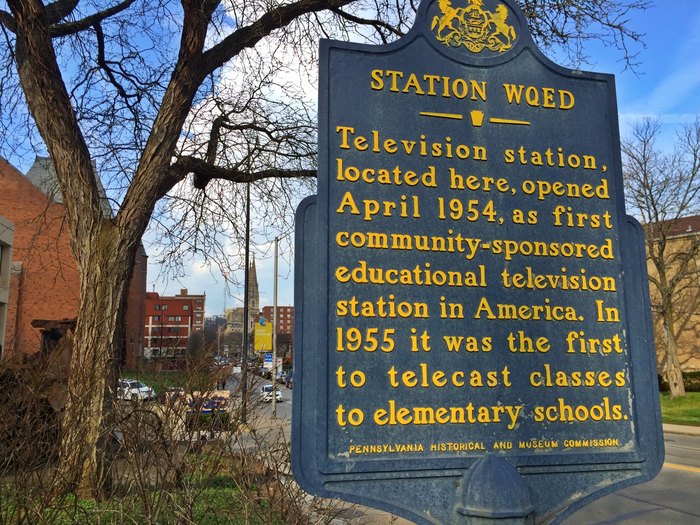 STATION WQED
Television station,
located here, opened
April 1954, as first
community-sponsored
educational television
station in America. In
1955 it was the first
to telecast classes
to elementary schools.
PENNSYLVANIA HISTORICAL AND MUSEUM COMMISSION.